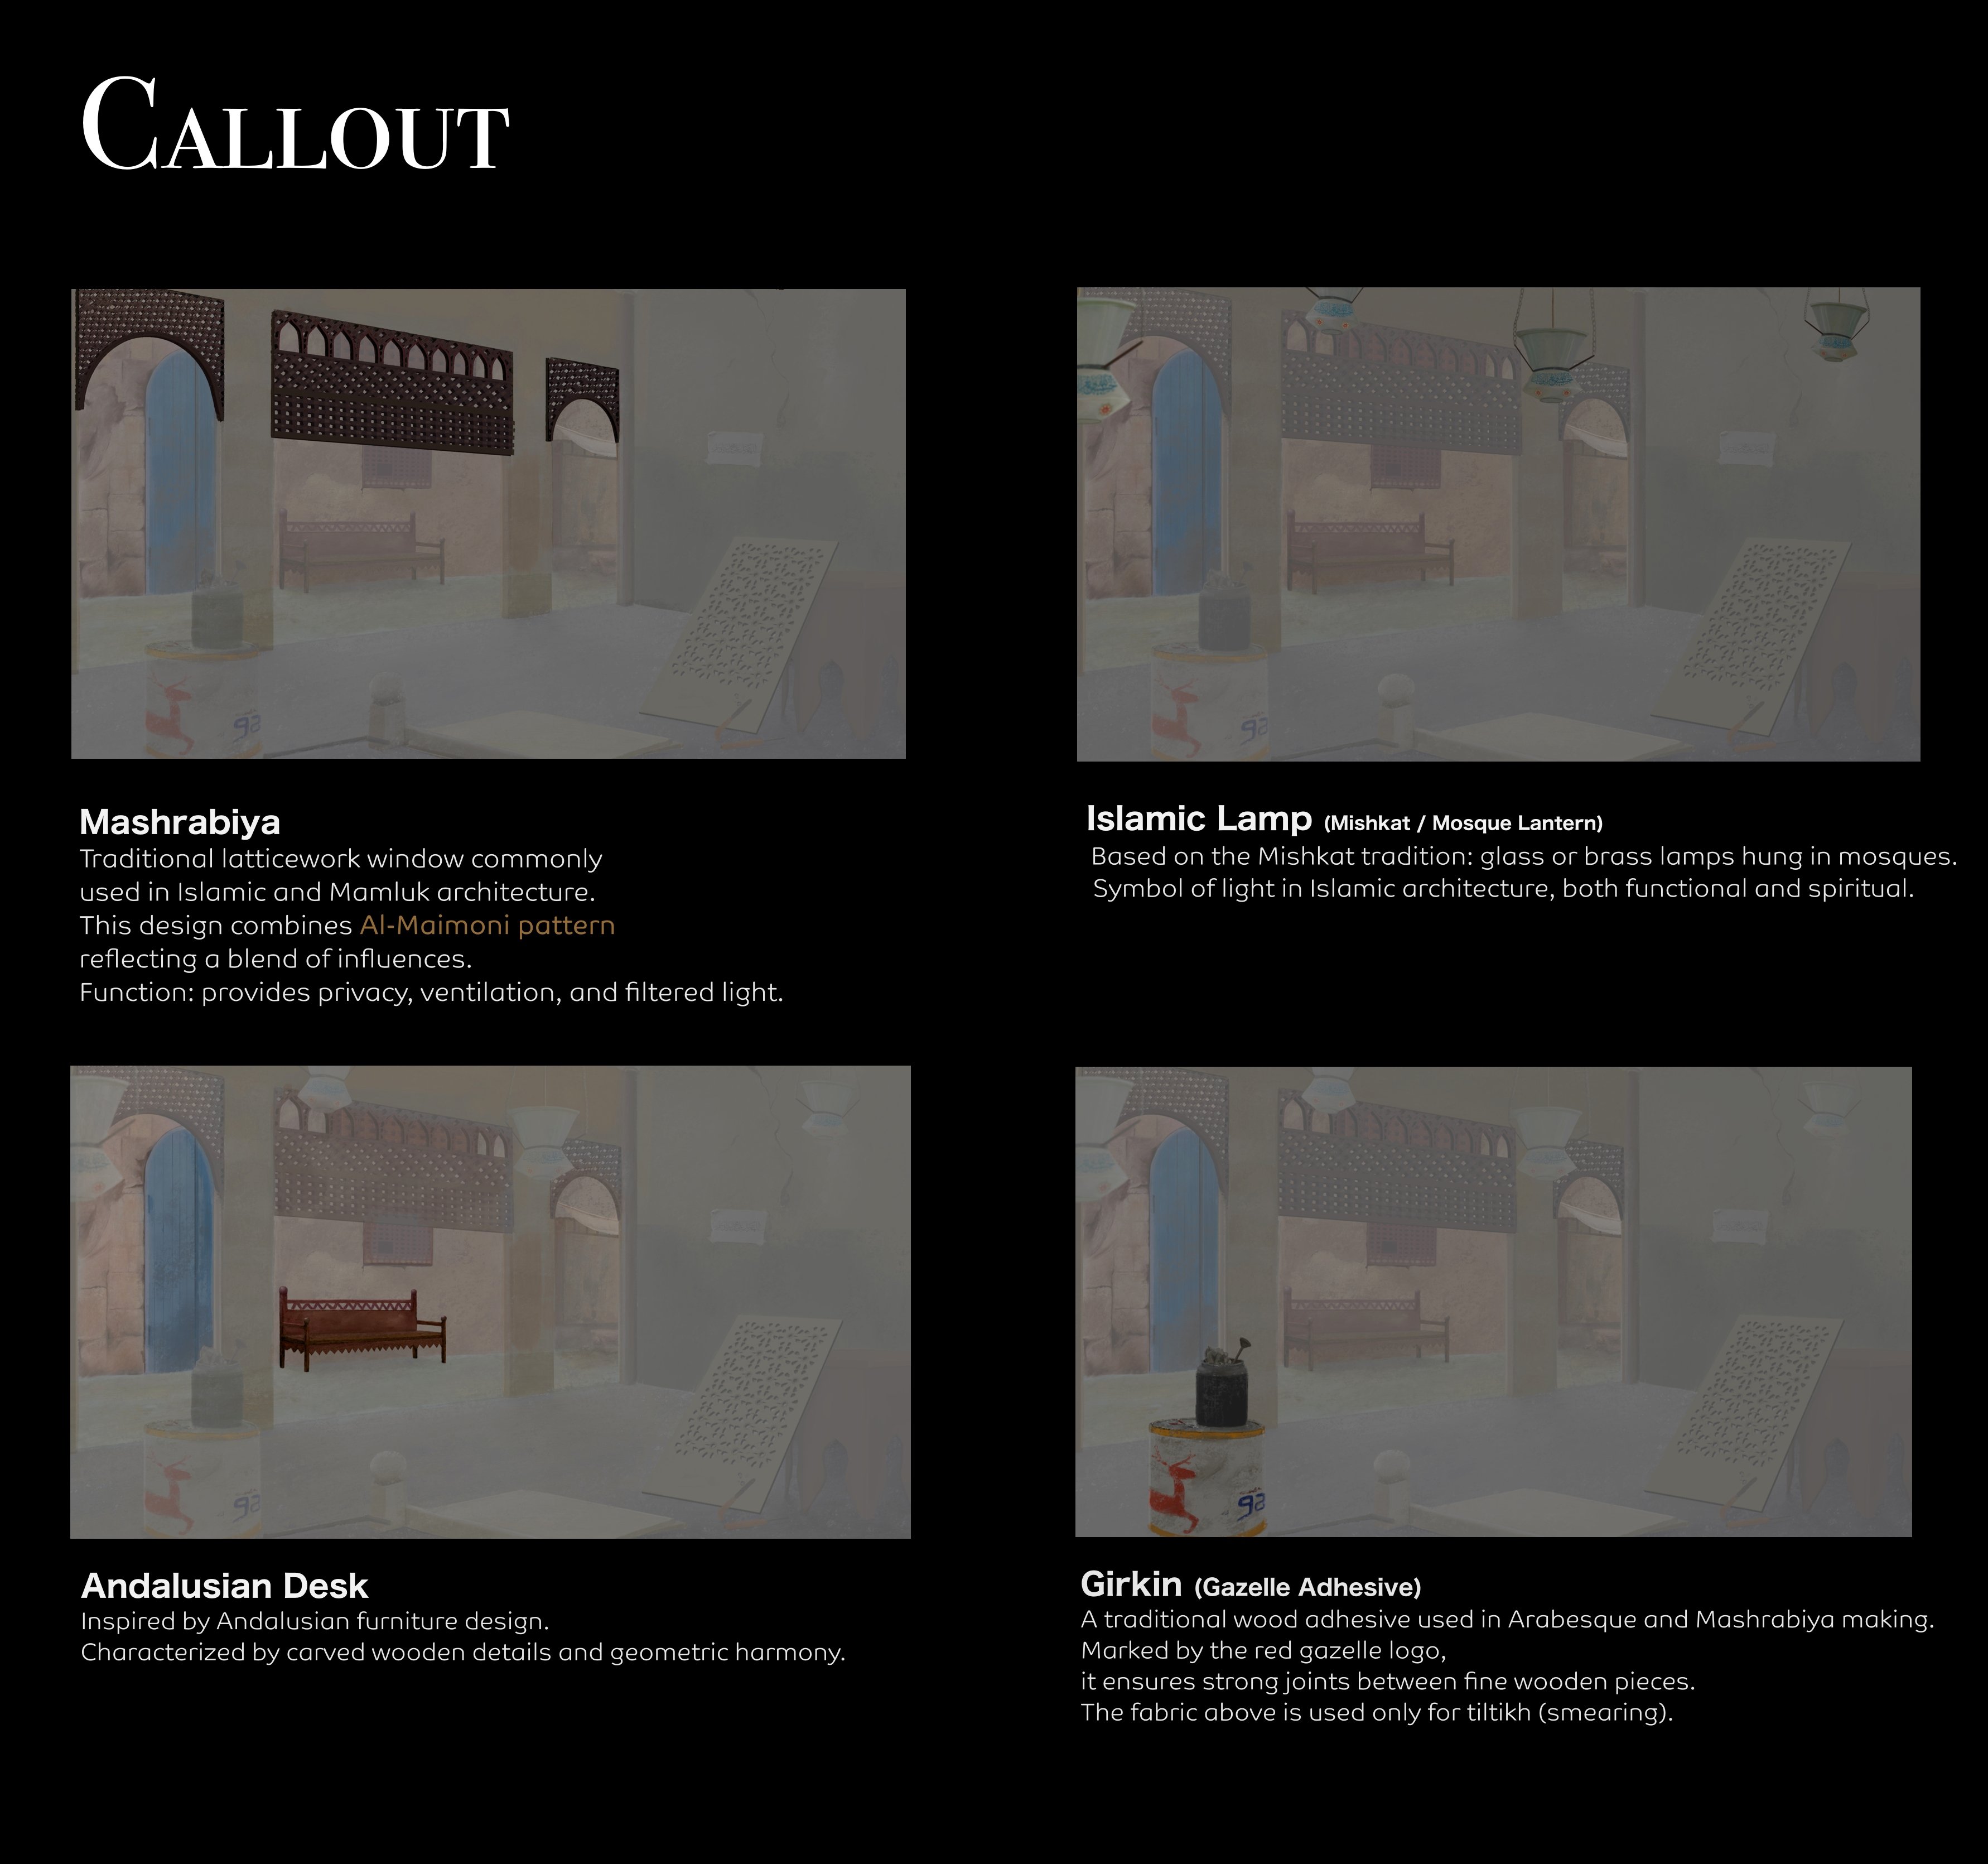 CALLOUT
Mashrabiya
Traditional latticework window commonly
used in Islamic and Mamluk architecture.
This design combines Al-Maimoni pattern
reflecting a blend of influences.
Function: provides privacy, ventilation, and filtered light.
Islamic Lamp (Mishkat / Mosque Lantern)
Based on the Mishkat tradition: glass or brass lamps hung in mosques.
Symbol of light in Islamic architecture, both functional and spiritual.
Andalusian Desk
Inspired by Andalusian furniture design.
Characterized by carved wooden details and geometric harmony.
92
Girkin (Gazelle Adhesive)
A traditional wood adhesive used in Arabesque and Mashrabiya making.
Marked by the red gazelle logo,
it ensures strong joints between fine wooden pieces.
The fabric above is used only for tiltikh (smearing).